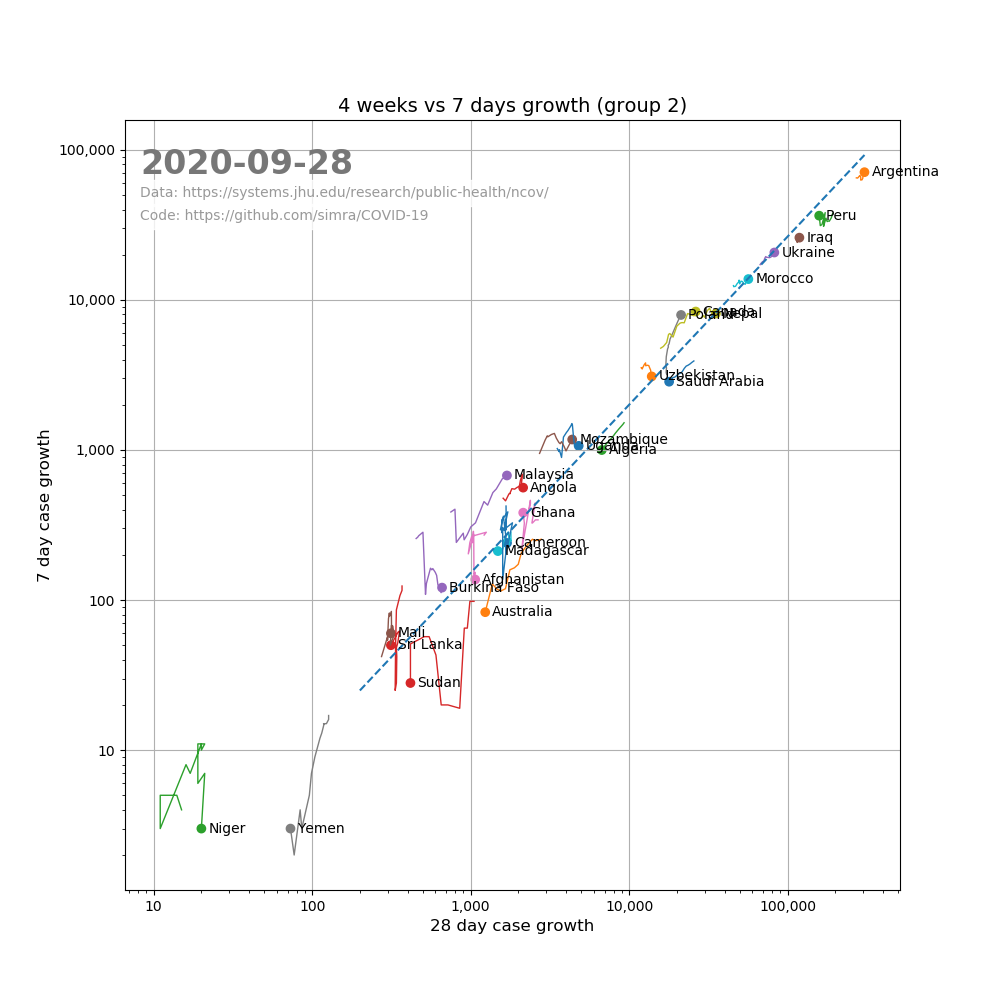 4 weeks vs 7 days growth (group 2)
100,000
2020-09-28
Data: https://systems.jhu.edu/research/public-health/ncov/
Code: https://github.com/simra/COVID-19
Argentina
Peru
Iraq
Ukraine
Morocco
10,000
Canada
Nepal
Poland
Uzbekistan
Saudi Arabia
Mozambique
Uganda
Algeria
1,000
Malaysia
Angola
Ghana
Cameroon
Madagascar
Afghanistan
Burkina Faso
100
Australia
Mali
Sri Lanka
Sudan
10
Niger
Yemen
7 day case growth
10 100 1,000 10,000 100,000
28 day case growth